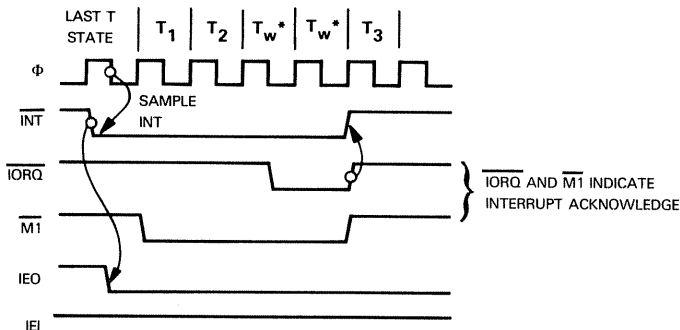 LAST T
STATE
T1 T2 Tw* Tw* T3
Φ
SAMPLE
INT
INT
IORQ
IORQ AND M1 INDICATE
INTERRUPT ACKNOWLEDGE
M1
IEO
IEI